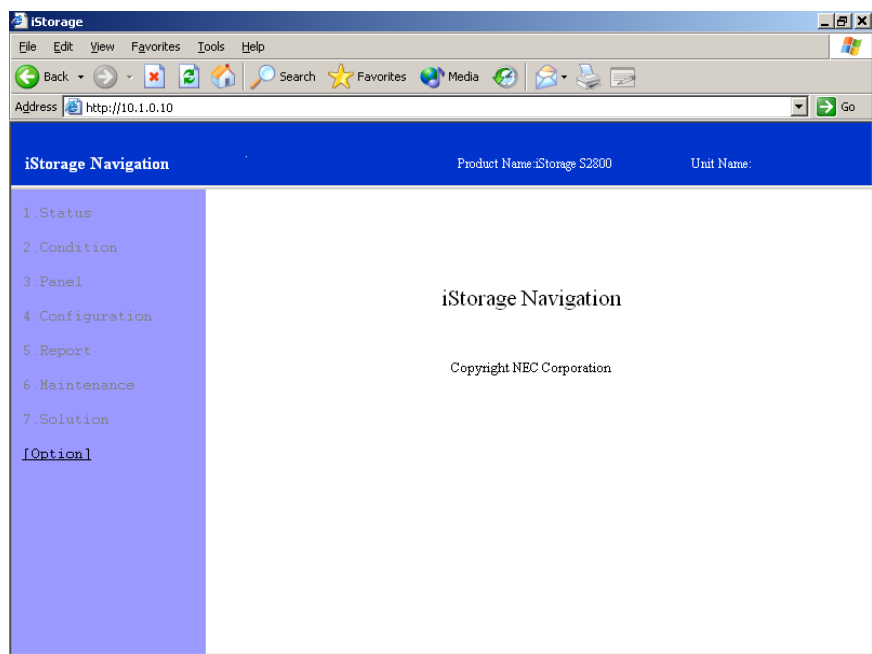 iStorage
File Edit View Favorites Tools Help
Back Search Favorites Media
Address http://10.1.0.10 Go
iStorage Navigation Product Name:iStorage S2800 Unit Name:
1.Status
2.Condition
3.Panel
4.Configuration
5.Report
6.Maintenance
7.Solution
[Option]
iStorage Navigation
Copyright NEC Corporation